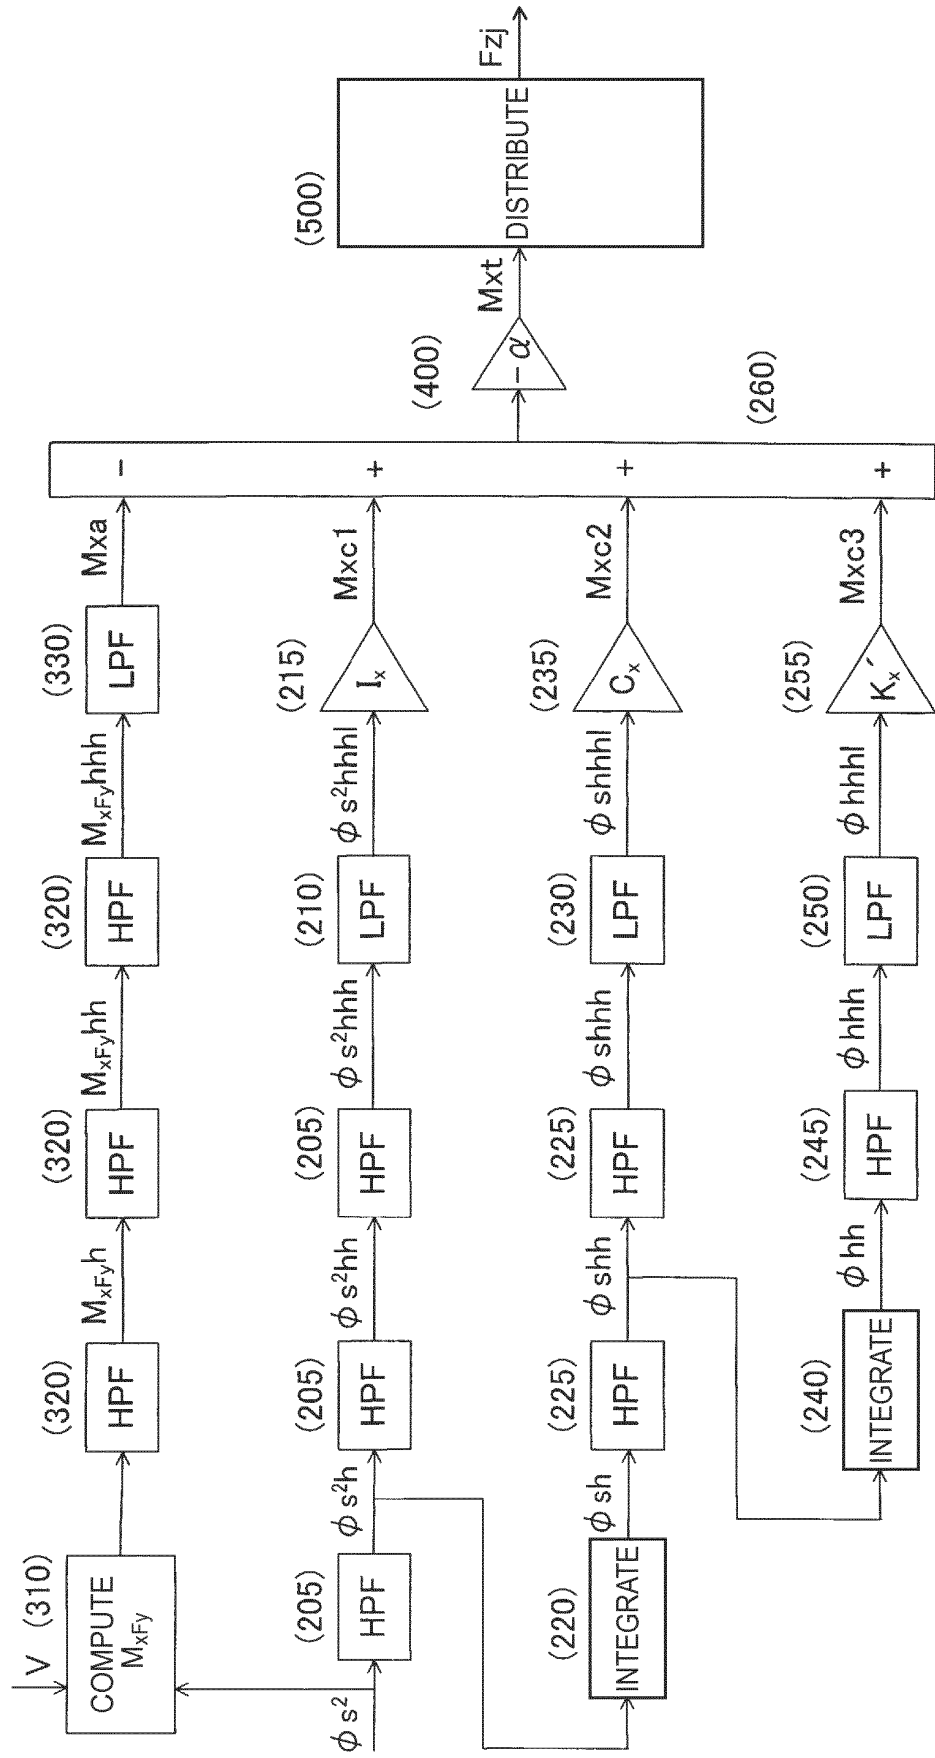 V (310)
COMPUTE
MxFy
(320)
HPF
MxFyh
(320)
HPF
MxFyhh
(320)
HPF
MxFyhhh
(330)
LPF
Mxa
−
ϕs²
(205)
HPF
ϕs²h
(205)
HPF
ϕs²hh
(205)
HPF
ϕs²hhh
(210)
LPF
ϕs²hhhl
(215)
Ix
Mxc1
+
(220)
INTEGRATE
ϕsh
(225)
HPF
ϕshh
(225)
HPF
ϕshhh
(230)
LPF
ϕshhhl
(235)
Cx
Mxc2
+
(240)
INTEGRATE
ϕhh
(245)
HPF
ϕhhh
(250)
LPF
ϕhhhl
(255)
Kx′
Mxc3
+
(260)
(400)
−α
Mxt
(500)
DISTRIBUTE
Fzj